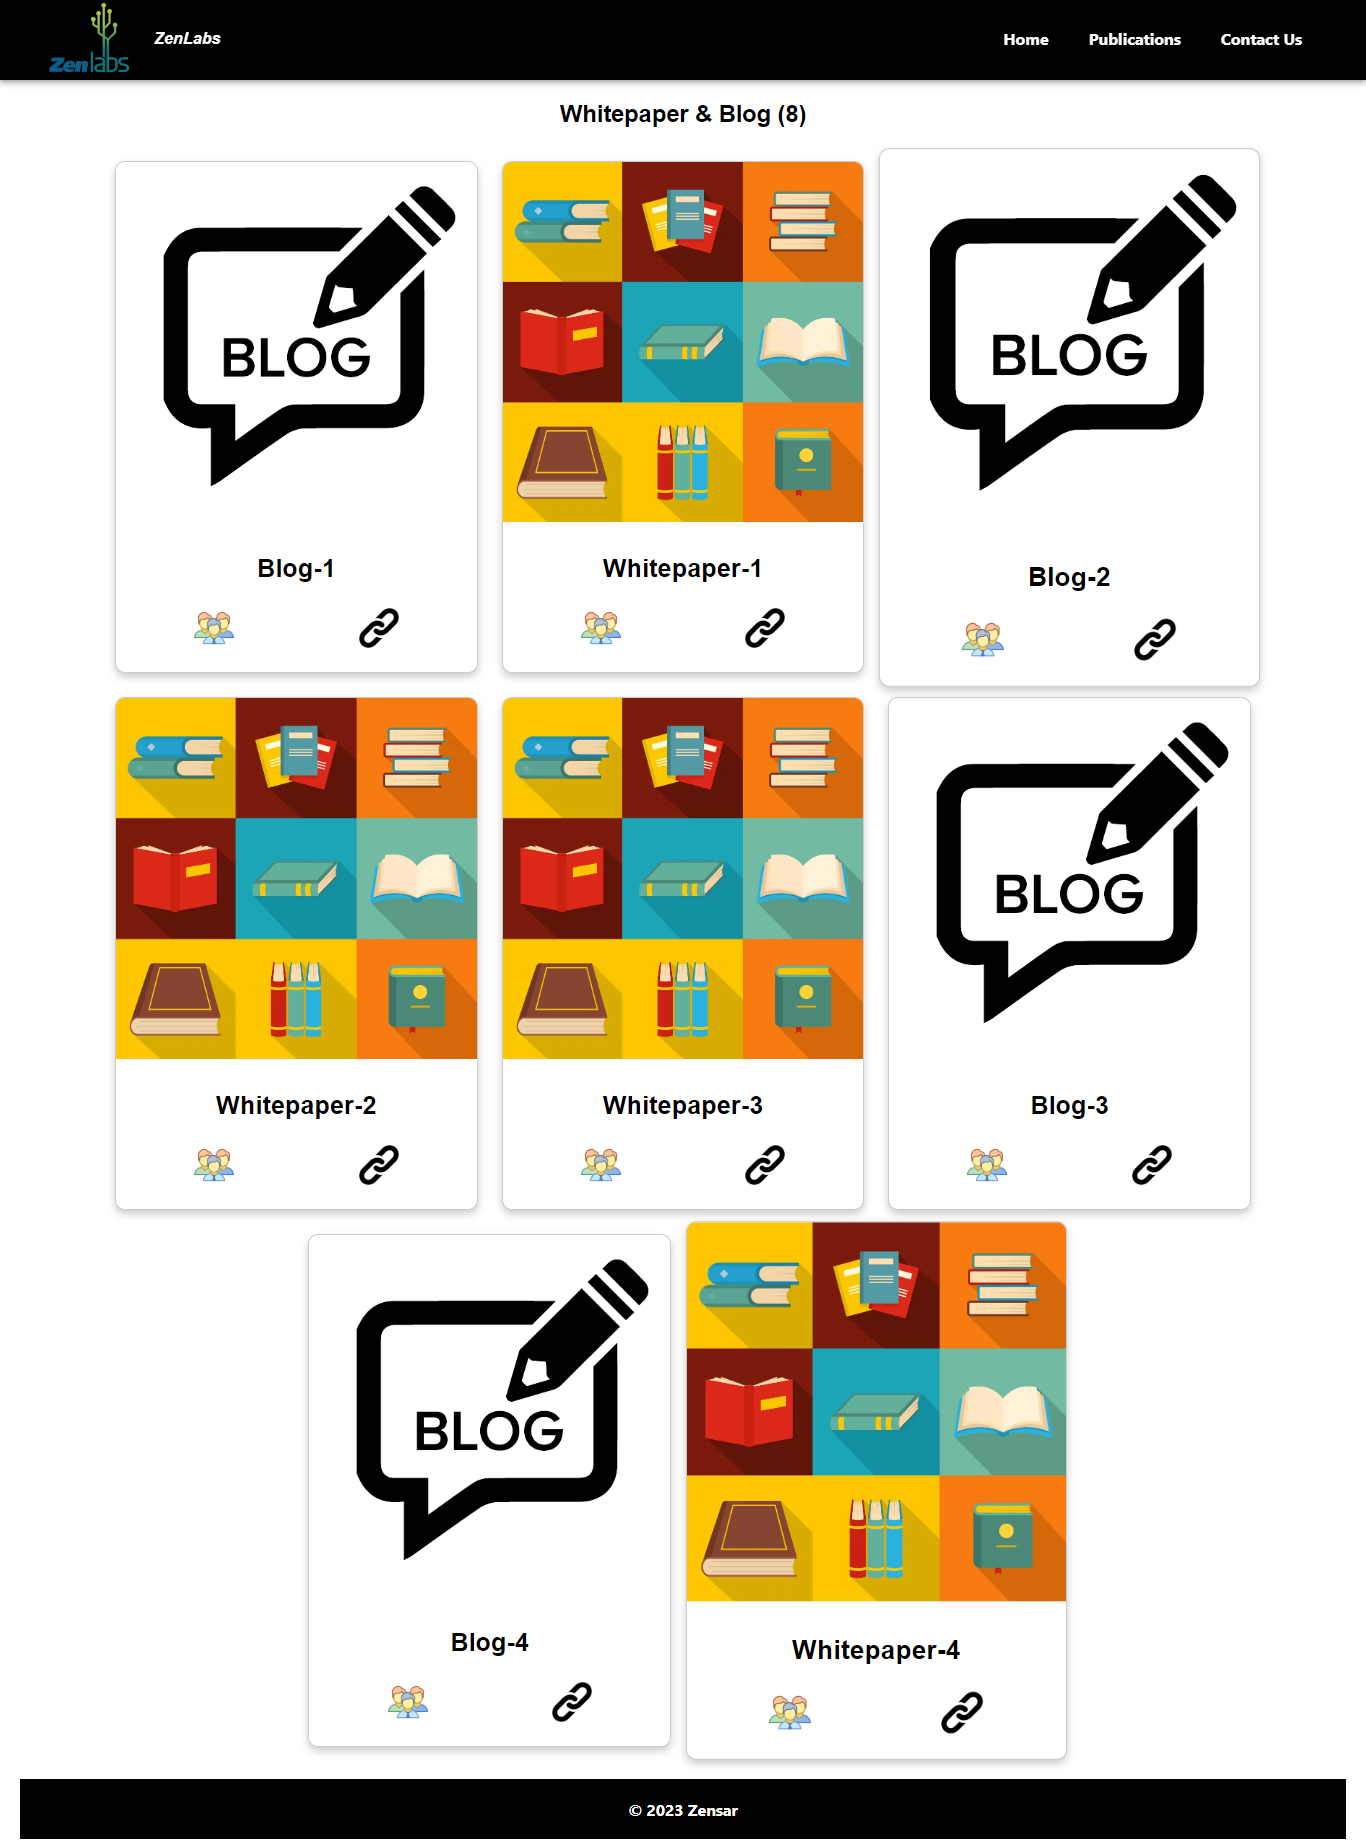 Zenlabs
ZenLabs
Home
Publications
Contact Us
Whitepaper & Blog (8)
BLOG
BLOG
Blog-1
Whitepaper-1
Blog-2
BLOG
Whitepaper-2
Whitepaper-3
Blog-3
BLOG
Blog-4
Whitepaper-4
© 2023 Zensar